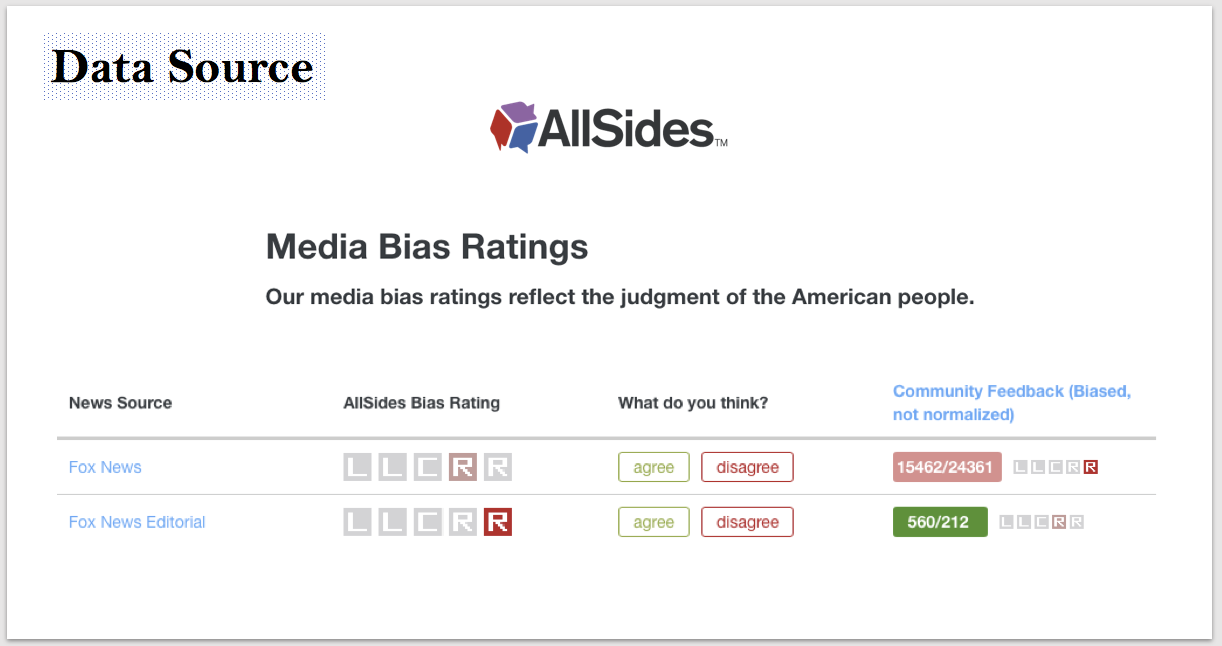 Data Source
AllSides™
Media Bias Ratings
Our media bias ratings reflect the judgment of the American people.
News Source AllSides Bias Rating What do you think? Community Feedback (Biased, not normalized)
Fox News L L C R R agree disagree 15462/24361 L L C R R
Fox News Editorial L L C R R agree disagree 560/212 L L C R R